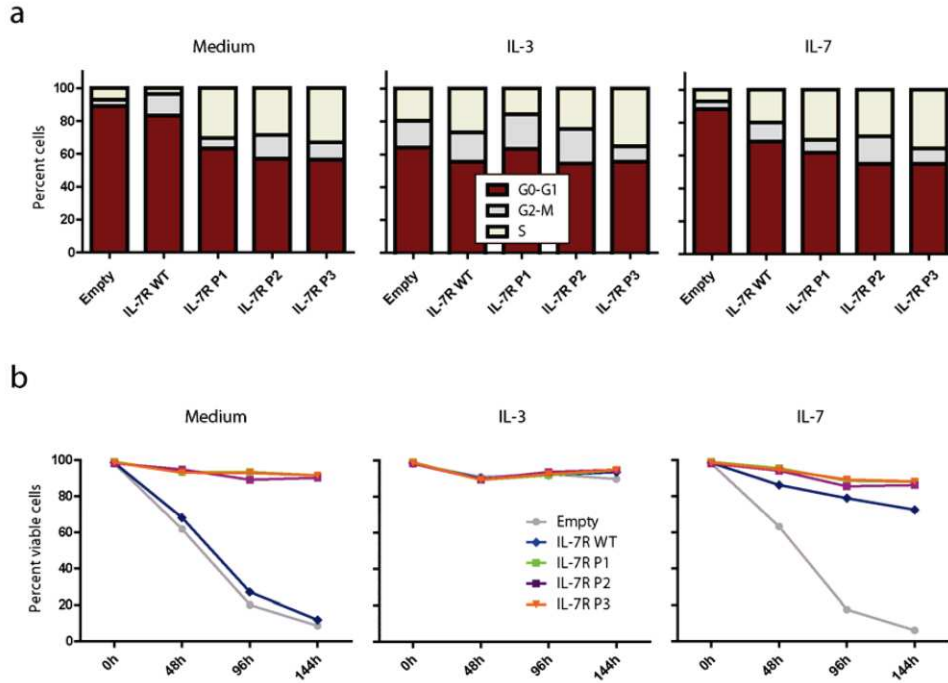 a
Medium
IL-3
IL-7
Percent cells
100
80
60
40
20
0
G0-G1
G2-M
S
Empty
IL-7R WT
IL-7R P1
IL-7R P2
IL-7R P3
Empty
IL-7R WT
IL-7R P1
IL-7R P2
IL-7R P3
Empty
IL-7R WT
IL-7R P1
IL-7R P2
IL-7R P3
b
Medium
IL-3
IL-7
Percent viable cells
100
80
60
40
20
0
Empty
IL-7R WT
IL-7R P1
IL-7R P2
IL-7R P3
0h
48h
96h
144h
0h
48h
96h
144h
0h
48h
96h
144h